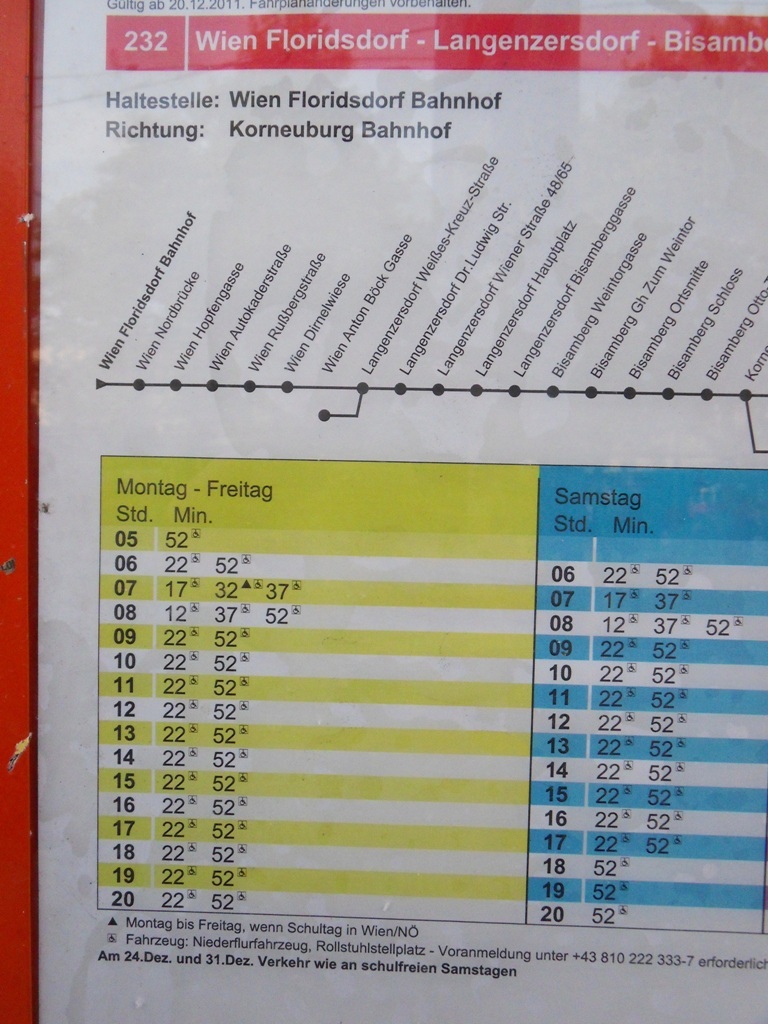 Gültig ab 20.12.2011. Fahrplanänderungen vorbehalten.
232 Wien Floridsdorf - Langenzersdorf - Bisambe
Haltestelle: Wien Floridsdorf Bahnhof
Richtung: Korneuburg Bahnhof
Wien Floridsdorf Bahnhof
Wien Nordbrücke
Wien Hopfengasse
Wien Autokaderstraße
Wien Rußbergstraße
Wien Dirnelwiese
Wien Anton Böck Gasse
Langenzersdorf Weißes-Kreuz-Straße
Langenzersdorf Dr.Ludwig Str.
Langenzersdorf Wiener Straße 48/65
Langenzersdorf Hauptplatz
Langenzersdorf Bisamberggasse
Bisamberg Weintorgasse
Bisamberg Gh Zum Weintor
Bisamberg Ortsmitte
Bisamberg Schloss
Bisamberg Otto-
Korne
Montag - Freitag
Std. Min.
05 52
06 22 52
07 17 32▲ 37
08 12 37 52
09 22 52
10 22 52
11 22 52
12 22 52
13 22 52
14 22 52
15 22 52
16 22 52
17 22 52
18 22 52
19 22 52
20 22 52
Samstag
Std. Min.
06 22 52
07 17 37
08 12 37 52
09 22 52
10 22 52
11 22 52
12 22 52
13 22 52
14 22 52
15 22 52
16 22 52
17 22 52
18 52
19 52
20 52
▲ Montag bis Freitag, wenn Schultag in Wien/NÖ
Fahrzeug: Niederflurfahrzeug, Rollstuhlstellplatz - Voranmeldung unter +43 810 222 333-7 erforderlich
Am 24.Dez. und 31.Dez. Verkehr wie an schulfreien Samstagen